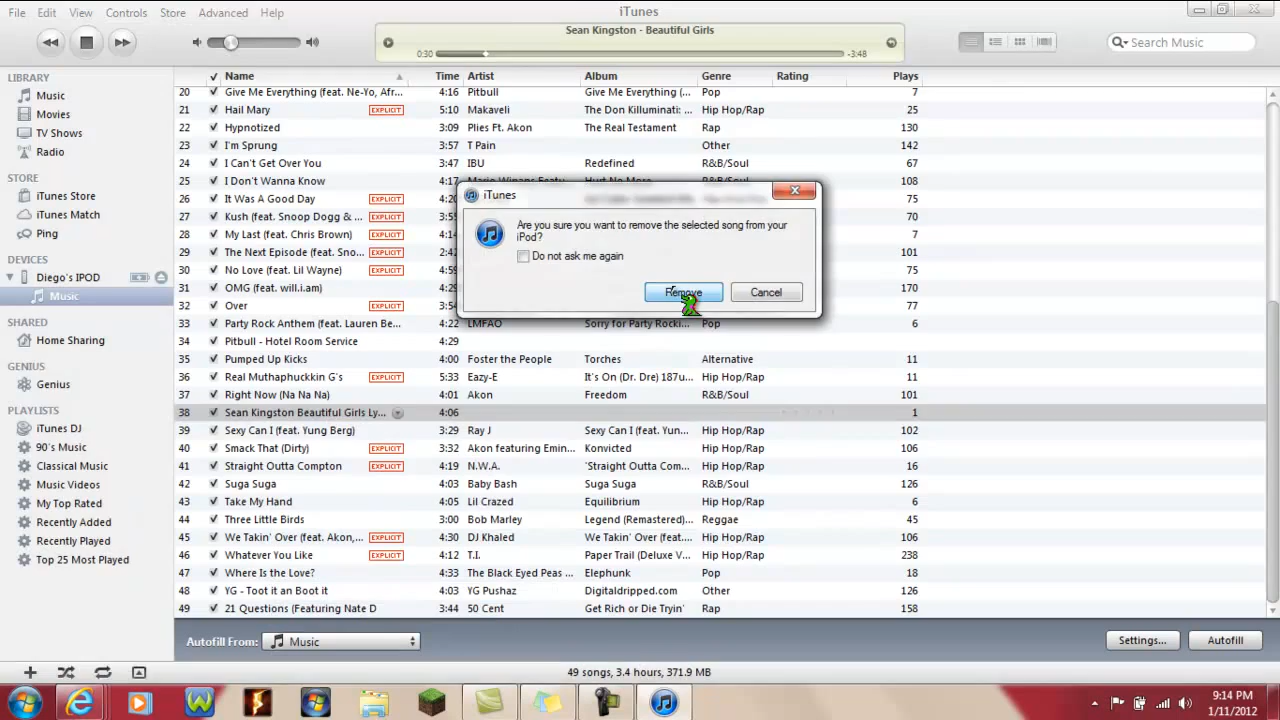 File Edit View Controls Store Advanced Help
iTunes
Sean Kingston - Beautiful Girls
0:30 -3:48
Search Music
LIBRARY
Music
Movies
TV Shows
Radio
STORE
iTunes Store
iTunes Match
Ping
DEVICES
Diego's IPOD
Music
SHARED
Home Sharing
GENIUS
Genius
PLAYLISTS
iTunes DJ
90's Music
Classical Music
Music Videos
My Top Rated
Recently Added
Recently Played
Top 25 Most Played
Name Time Artist Album Genre Rating Plays
20 Give Me Everything (feat. Ne-Yo, Afr... 4:16 Pitbull Give Me Everything (... Pop 7
21 Hail Mary EXPLICIT 5:10 Makaveli The Don Killuminati: ... Hip Hop/Rap 25
22 Hypnotized 3:09 Plies Ft. Akon The Real Testament Rap 130
23 I'm Sprung 3:57 T Pain Other 142
24 I Can't Get Over You 3:47 IBU Redefined R&B/Soul 67
25 I Don't Wanna Know 4:17 R&B/Soul 108
26 It Was A Good Day EXPLICIT 75
27 Kush (feat. Snoop Dogg & ... EXPLICIT 70
28 My Last (feat. Chris Brown) EXPLICIT 7
29 The Next Episode (feat. Sno... EXPLICIT 131
30 No Love (feat. Lil Wayne) EXPLICIT 75
31 OMG (feat. will.i.am) 170
32 Over EXPLICIT 75
33 Party Rock Anthem (feat. Lauren Be... 4:22 LMFAO Sorry for Party Rocki... Pop 6
34 Pitbull - Hotel Room Service 4:29
35 Pumped Up Kicks 4:00 Foster the People Torches Alternative 11
36 Real Muthaphuckkin G's EXPLICIT 5:33 Eazy-E It's On (Dr. Dre) 187u... Hip Hop/Rap 11
37 Right Now (Na Na Na) 4:01 Akon Freedom R&B/Soul 101
38 Sean Kingston Beautiful Girls Ly... 4:06 1
39 Sexy Can I (feat. Yung Berg) 3:29 Ray J Sexy Can I (feat. Yun... Hip Hop/Rap 102
40 Smack That (Dirty) EXPLICIT 3:32 Akon featuring Emin... Konvicted Hip Hop/Rap 108
41 Straight Outta Compton EXPLICIT 4:19 N.W.A. 'Straight Outta Com... Hip Hop/Rap 16
42 Suga Suga 4:03 Baby Bash Suga Suga R&B/Soul 126
43 Take My Hand 4:05 Lil Crazed Equilibrium Hip Hop/Rap 6
44 Three Little Birds 3:00 Bob Marley Legend (Remastered)... Reggae 45
45 We Takin' Over (feat. Akon,... EXPLICIT 4:30 DJ Khaled We Takin' Over (feat.... Hip Hop/Rap 106
46 Whatever You Like EXPLICIT 4:12 T.I. Paper Trail (Deluxe V... Hip Hop/Rap 238
47 Where Is the Love? 4:33 The Black Eyed Peas ... Elephunk Pop 18
48 YG - Toot it an Boot it 4:03 YG Pushaz Digitaldripped.com Other 126
49 21 Questions (Featuring Nate D 3:44 50 Cent Get Rich or Die Tryin' Rap 158
iTunes
Are you sure you want to remove the selected song from your
iPod?
Do not ask me again
Remove Cancel
Autofill From: Music Settings... Autofill
49 songs, 3.4 hours, 371.9 MB
9:14 PM
1/11/2012